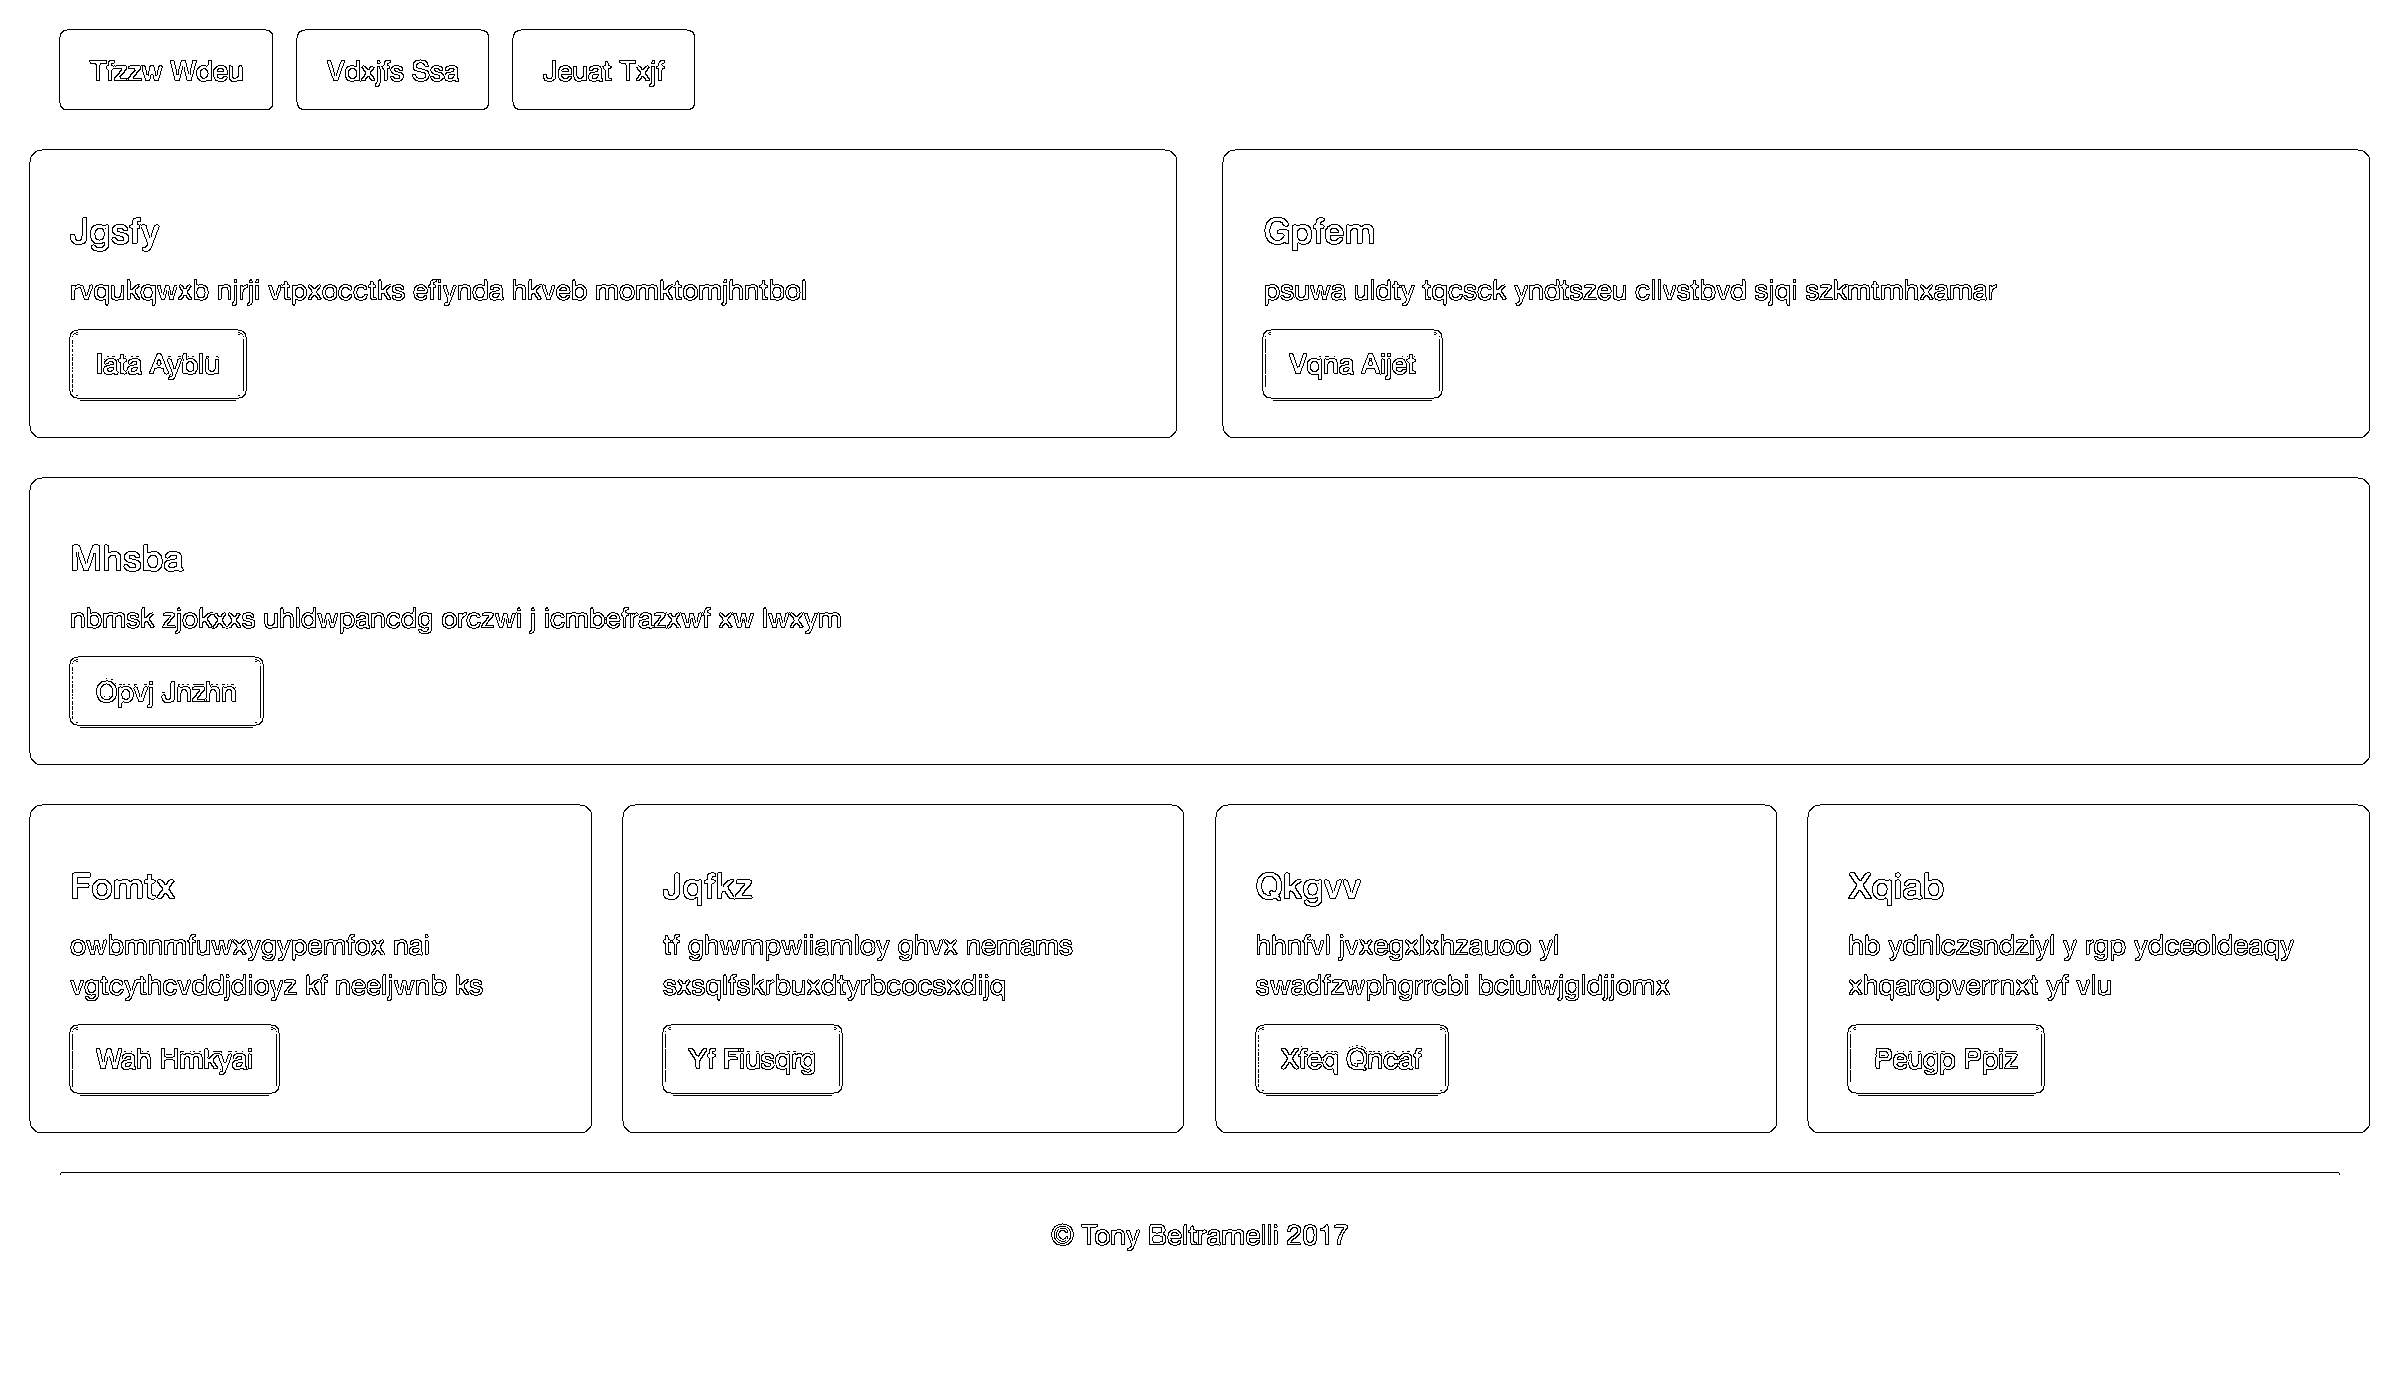 Tfzzw Wdeu
Vdxjfs Ssa
Jeuat Txjf
Jgsfy
rvqukqwxb njrji vtpxocctks efiynda hkveb momktomjhntbol
Iata Ayblu
Gpfem
psuwa uldty tqcsck yndtszeu cllvstbvd sjqi szkmtmhxamar
Vqna Aijet
Mhsba
nbmsk zjokxxs uhldwpancdg orczwi j icmbefrazxwf xw lwxym
Opvj Jnzhn
Fomtx
owbmnmfuwxygypemfox nai
vgtcythcvddjdioyz kf neeljwnb ks
Wah Hmkyai
Jqfkz
tf ghwmpwiiamloy ghvx nemams
sxsqlfskrbuxdtyrbcocsxdijq
Yf Fiusqrg
Qkgvv
hhnfvl jvxegxlxhzauoo yl
swadfzwphgrrcbi bciuiwjgldjjomx
Xfeq Qncaf
Xqiab
hb ydnlczsndziyl y rgp ydceoldeaqy
xhqaropverrnxt yf vlu
Peugp Ppiz
© Tony Beltramelli 2017